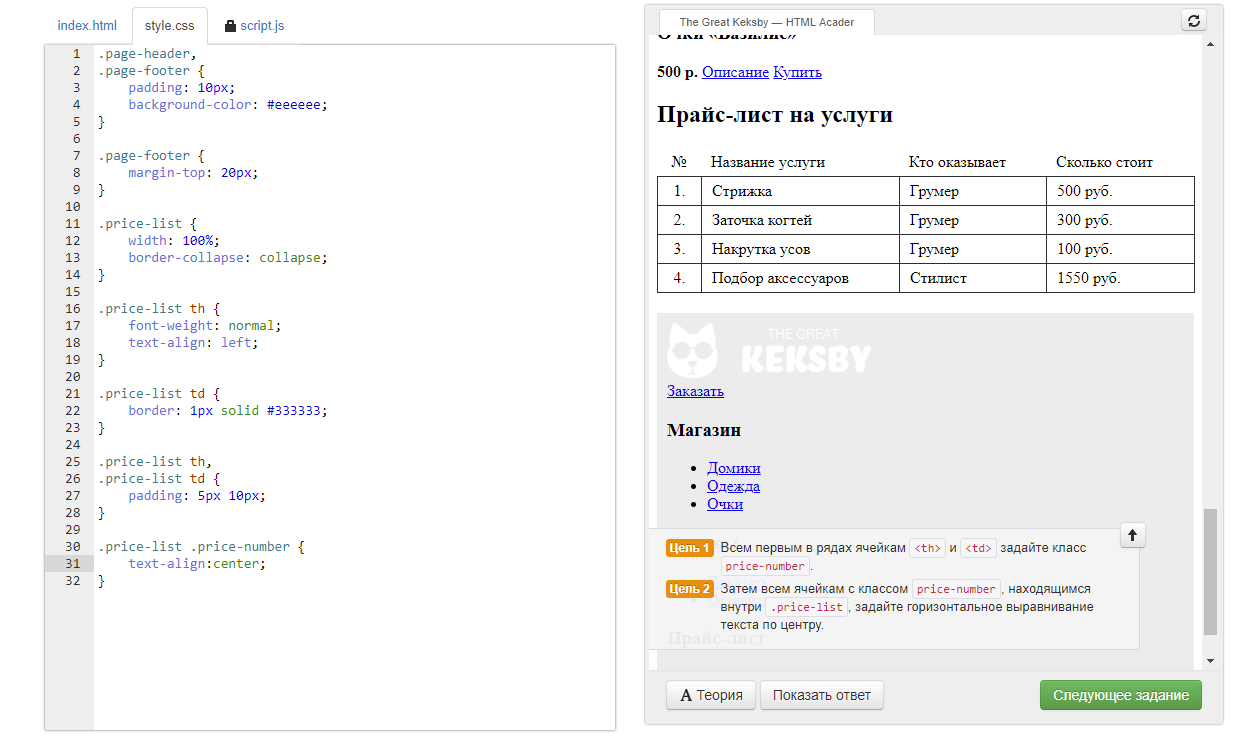 index.html style.css script.js
1 .page-header,
2 .page-footer {
3 padding: 10px;
4 background-color: #eeeeee;
5 }
6
7 .page-footer {
8 margin-top: 20px;
9 }
10
11 .price-list {
12 width: 100%;
13 border-collapse: collapse;
14 }
15
16 .price-list th {
17 font-weight: normal;
18 text-align: left;
19 }
20
21 .price-list td {
22 border: 1px solid #333333;
23 }
24
25 .price-list th,
26 .price-list td {
27 padding: 5px 10px;
28 }
29
30 .price-list .price-number {
31 text-align:center;
32 }
The Great Keksby — HTML Acader
Очки «Базилис»
500 р. Описание Купить
Прайс-лист на услуги
№ Название услуги Кто оказывает Сколько стоит
1. Стрижка Грумер 500 руб.
2. Заточка когтей Грумер 300 руб.
3. Накрутка усов Грумер 100 руб.
4. Подбор аксессуаров Стилист 1550 руб.
THE GREAT
KEKSBY
Заказать
Магазин
Домики
Одежда
Очки
Цель 1 Всем первым в рядах ячейкам <th> и <td> задайте класс
price-number.
Цель 2 Затем всем ячейкам с классом price-number, находящимся
внутри .price-list, задайте горизонтальное выравнивание
текста по центру.
Прайс-лист
Теория Показать ответ Следующее задание